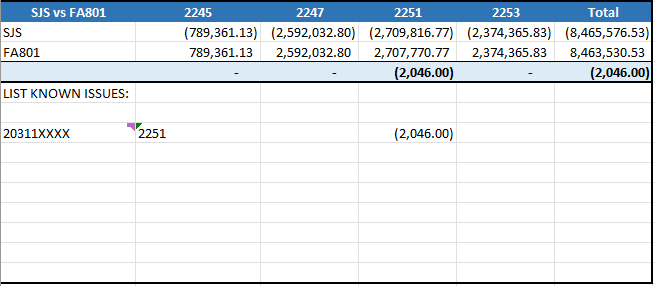 SJS vs FA801 2245 2247 2251 2253 Total
SJS (789,361.13) (2,592,032.80) (2,709,816.77) (2,374,365.83) (8,465,576.53)
FA801 789,361.13 2,592,032.80 2,707,770.77 2,374,365.83 8,463,530.53
- - (2,046.00) - (2,046.00)
LIST KNOWN ISSUES:
20311XXXX 2251 (2,046.00)